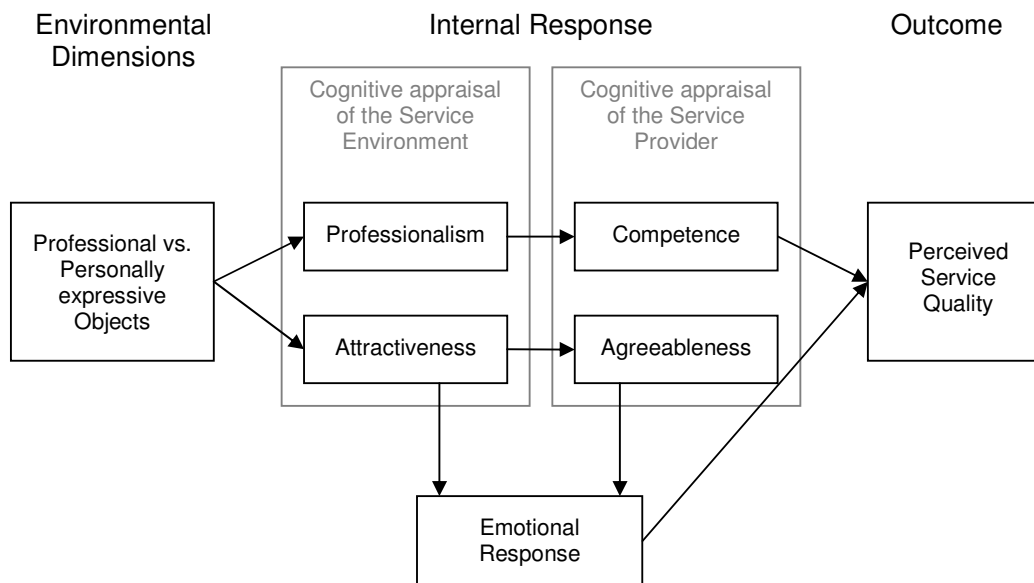 Environmental
Dimensions
Internal Response
Outcome
Cognitive appraisal
of the Service
Environment
Cognitive appraisal
of the Service
Provider
Professional vs.
Personally
expressive
Objects
Professionalism
Competence
Attractiveness
Agreeableness
Perceived
Service
Quality
Emotional
Response